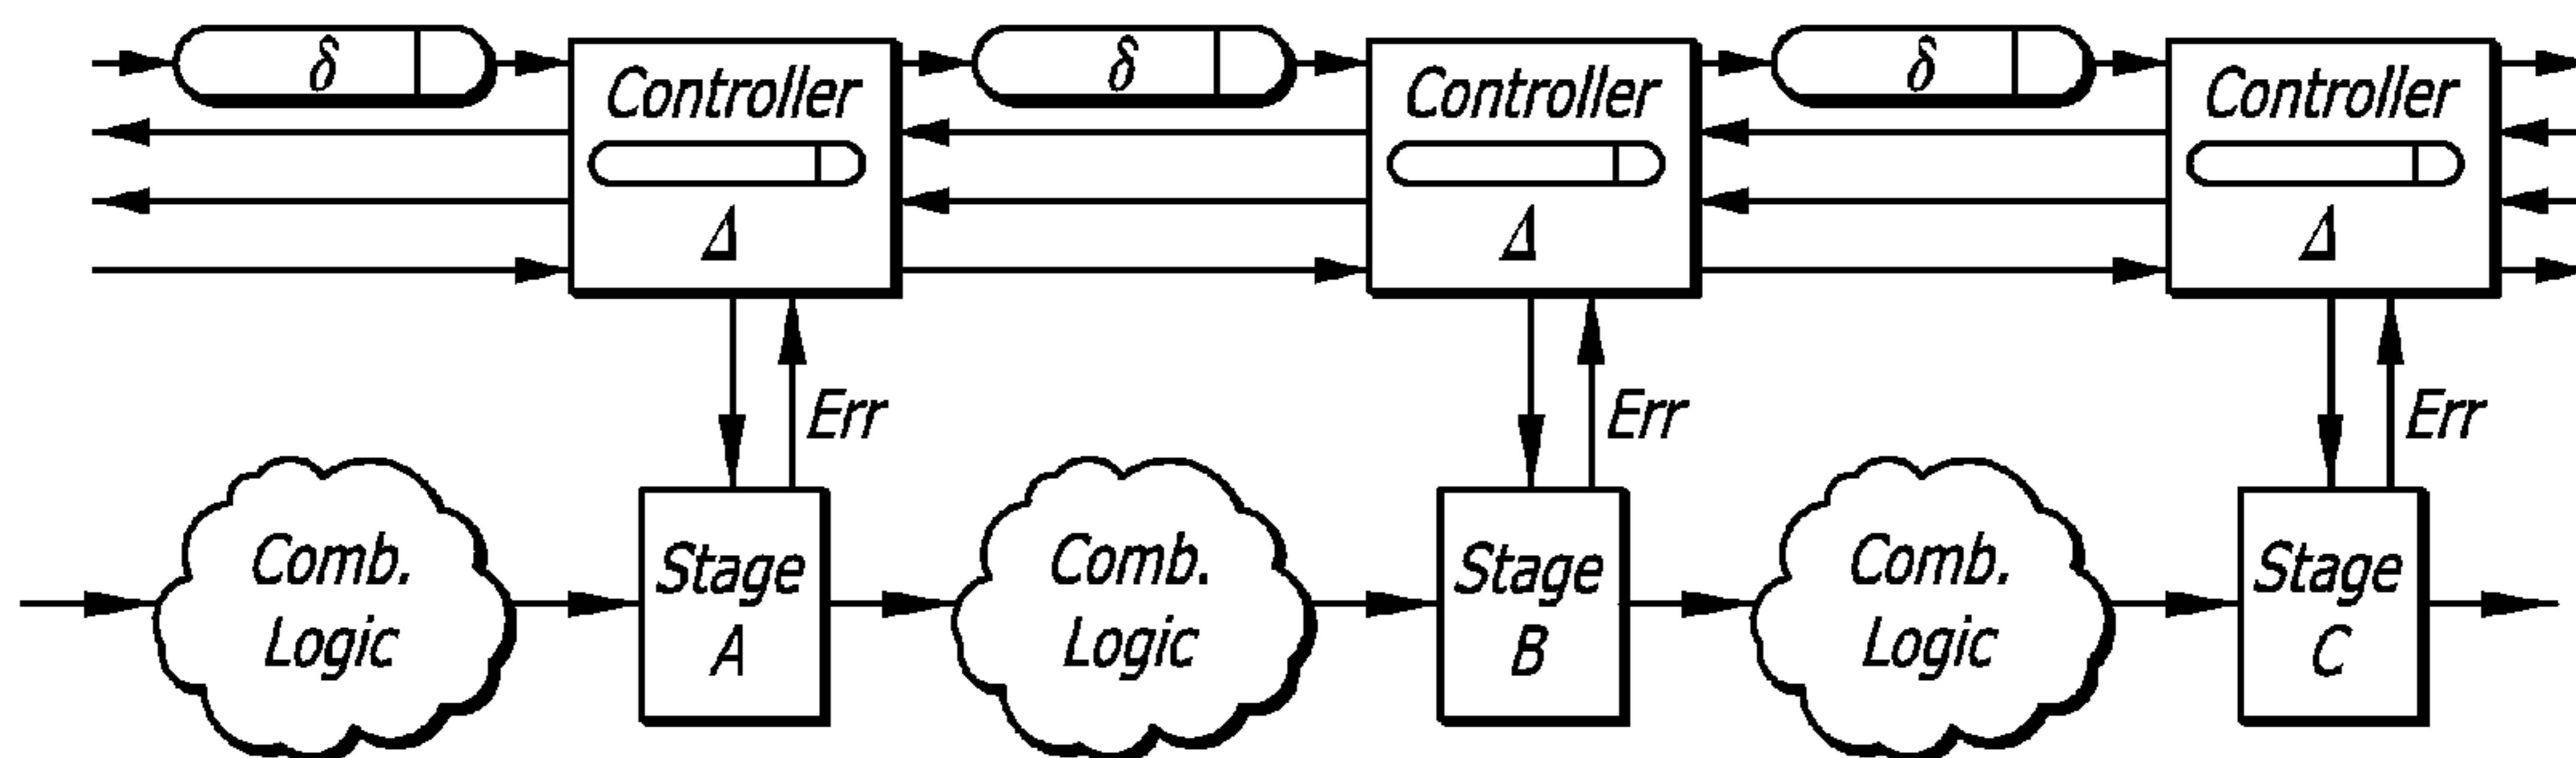 δ
Controller
Δ
δ
Controller
Δ
δ
Controller
Δ
Err
Err
Err
Comb.
Logic
Stage
A
Comb.
Logic
Stage
B
Comb.
Logic
Stage
C